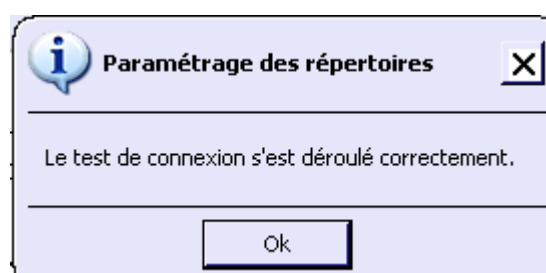 Paramétrage des répertoires
Le test de connexion s'est déroulé correctement.
Ok